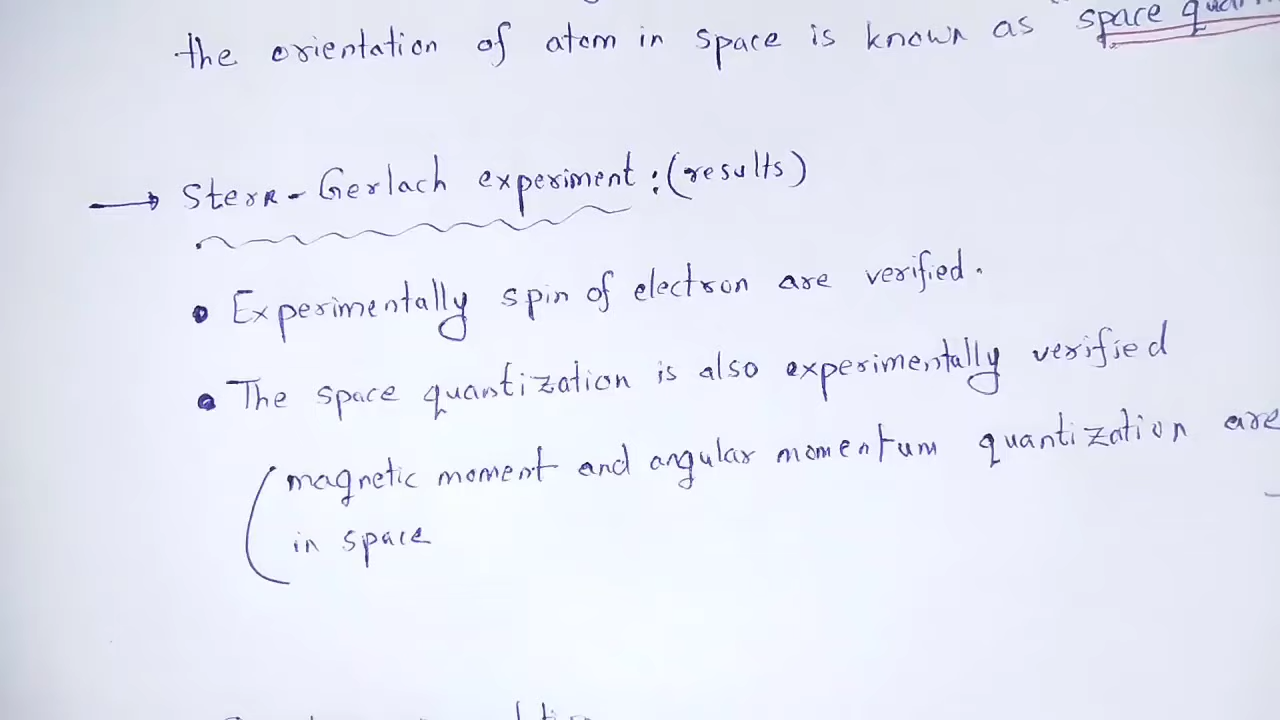 the orientation of atom in space is known as "space
→ Stern-Gerlach experiment : (results)
• Experimentally spin of electron are verified.
• The space quantization is also experimentally verified
(magnetic moment and angular momentum quantization are
in space